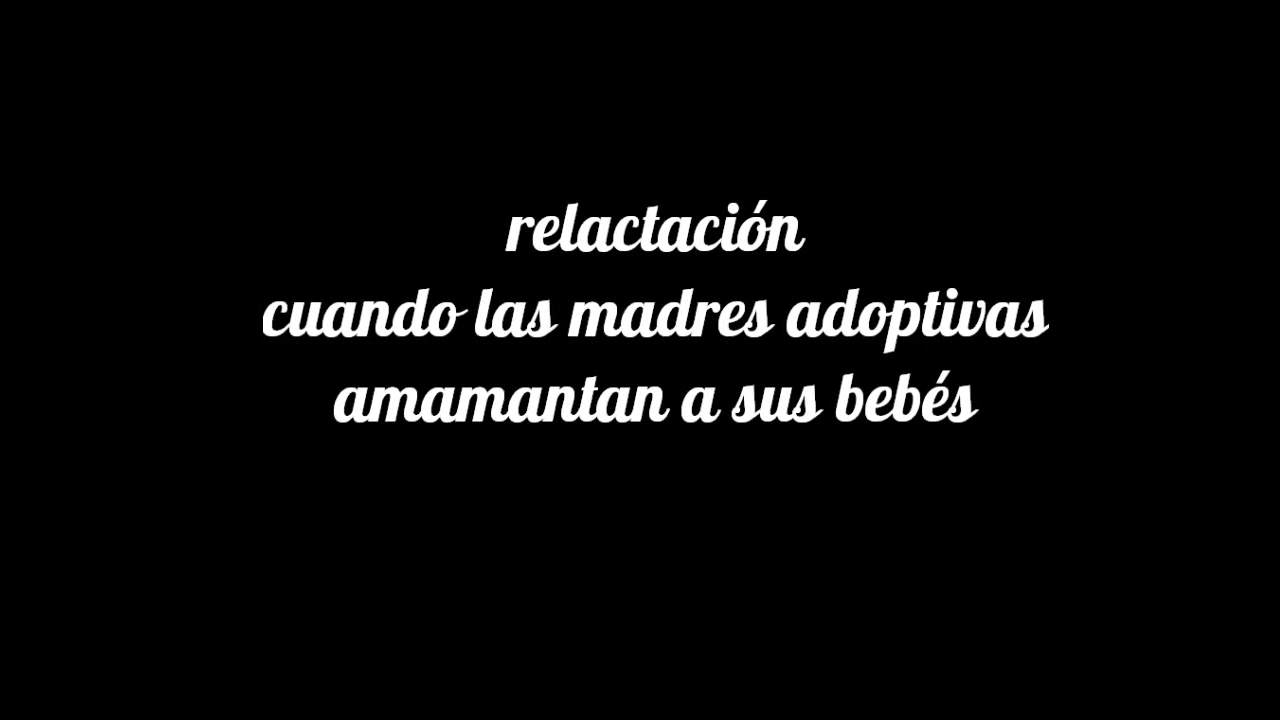 relactación
cuando las madres adoptivas
amamantan a sus bebés